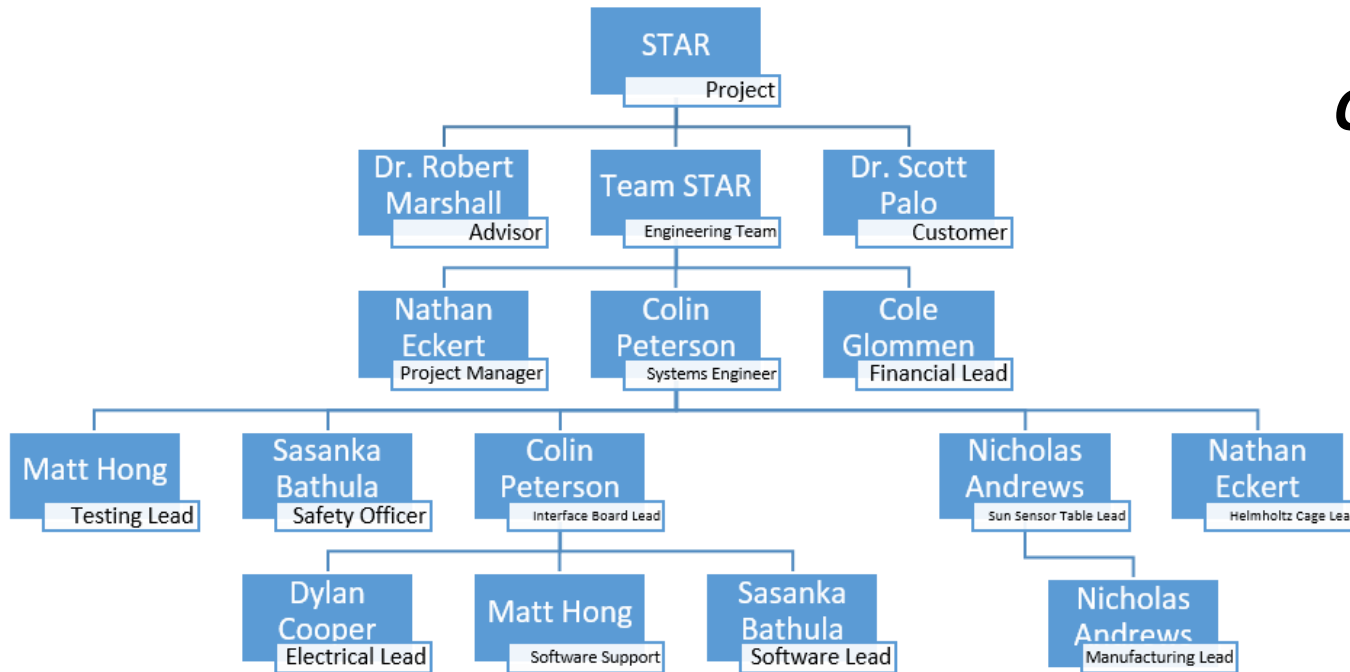 STAR
Project
Dr. Robert
Marshall
Advisor
Team STAR
Engineering Team
Dr. Scott
Palo
Customer
Nathan
Eckert
Project Manager
Colin
Peterson
Systems Engineer
Cole
Glommen
Financial Lead
Matt Hong
Testing Lead
Sasanka
Bathula
Safety Officer
Colin
Peterson
Interface Board Lead
Nicholas
Andrews
Sun Sensor Table Lead
Nathan
Eckert
Helmholtz Cage Lea
Dylan
Cooper
Electrical Lead
Matt Hong
Software Support
Sasanka
Bathula
Software Lead
Nicholas
Andrews
Manufacturing Lead